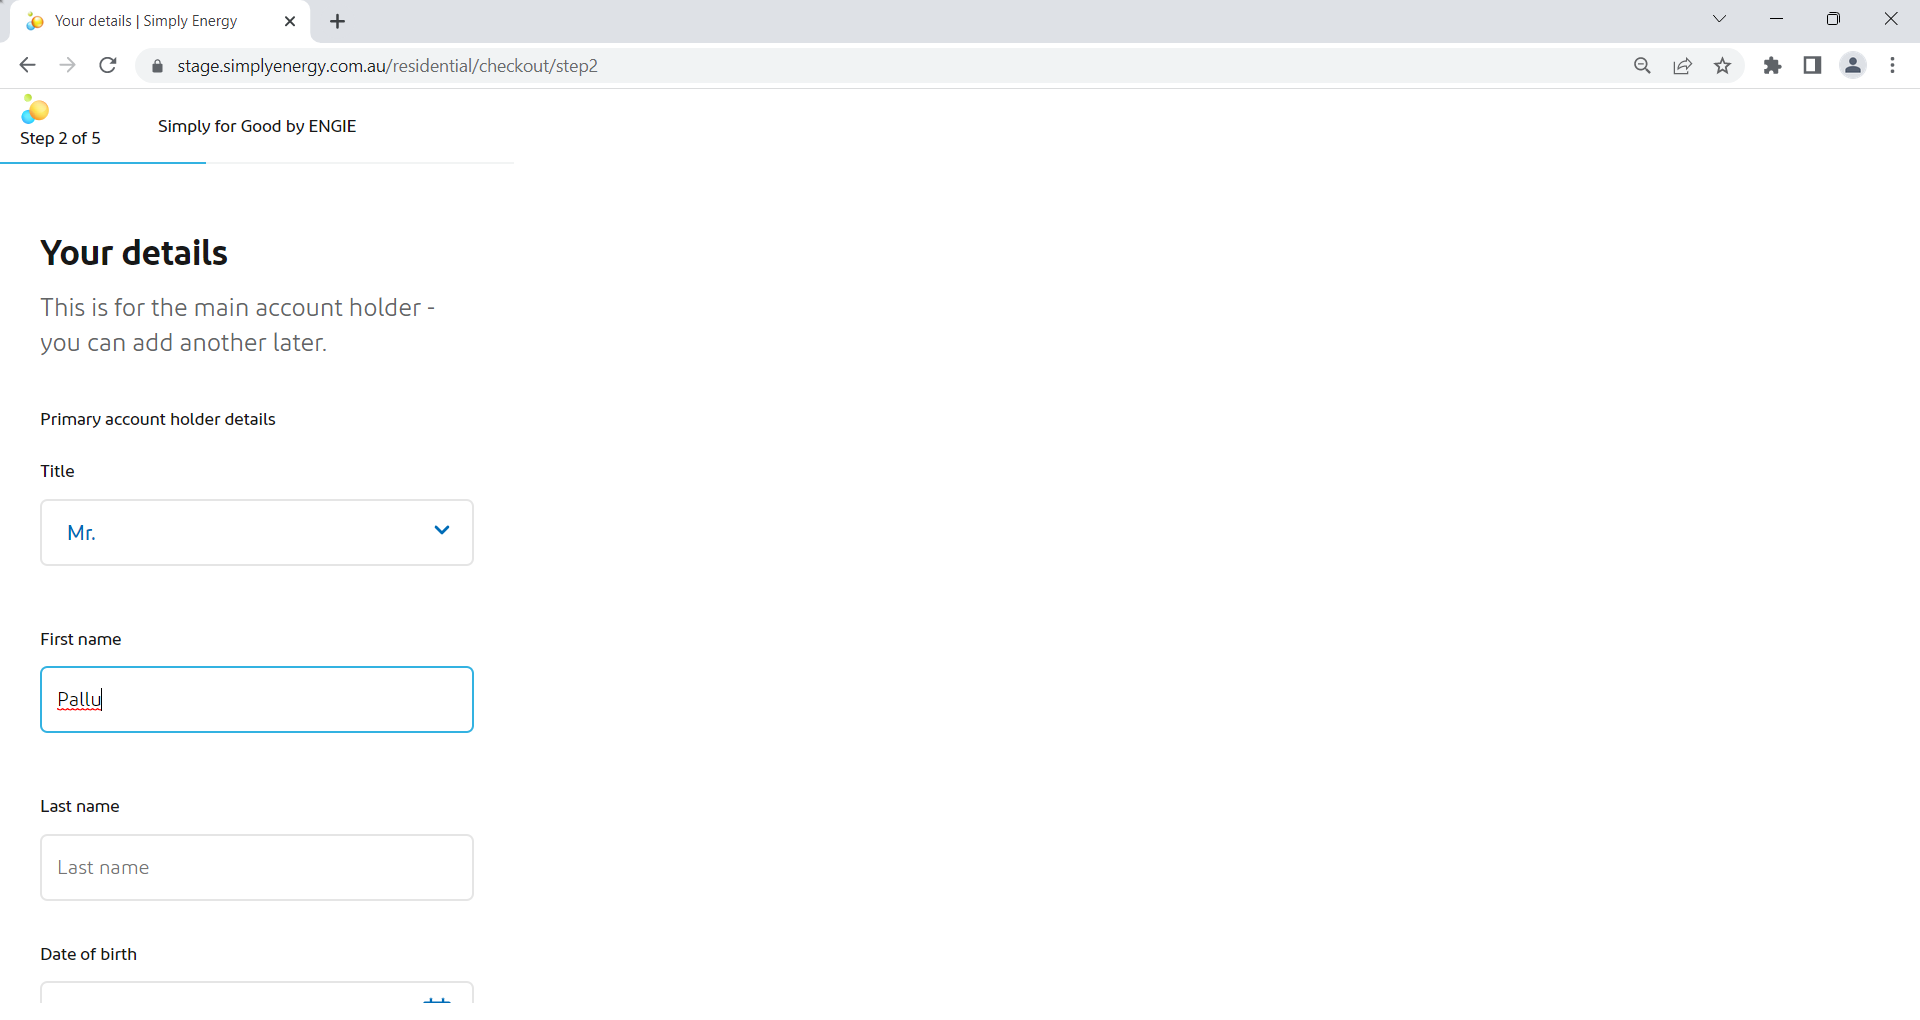 Your details | Simply Energy
stage.simplyenergy.com.au/residential/checkout/step2
Step 2 of 5
Simply for Good by ENGIE
Your details
This is for the main account holder -
you can add another later.
Primary account holder details
Title
Mr.
First name
Pallu
Last name
Last name
Date of birth